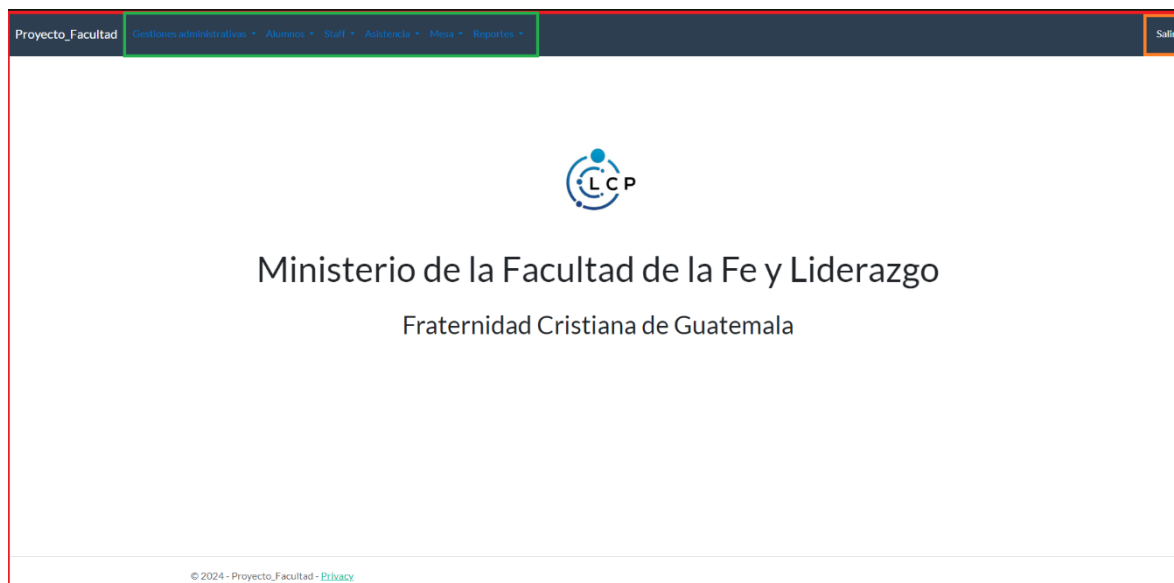 Proyecto_Facultad Gestiones administrativas Alumnos Staff Asistencia Mesa Reportes Salir
LCP
Ministerio de la Facultad de la Fe y Liderazgo
Fraternidad Cristiana de Guatemala
© 2024 - Proyecto_Facultad - Privacy